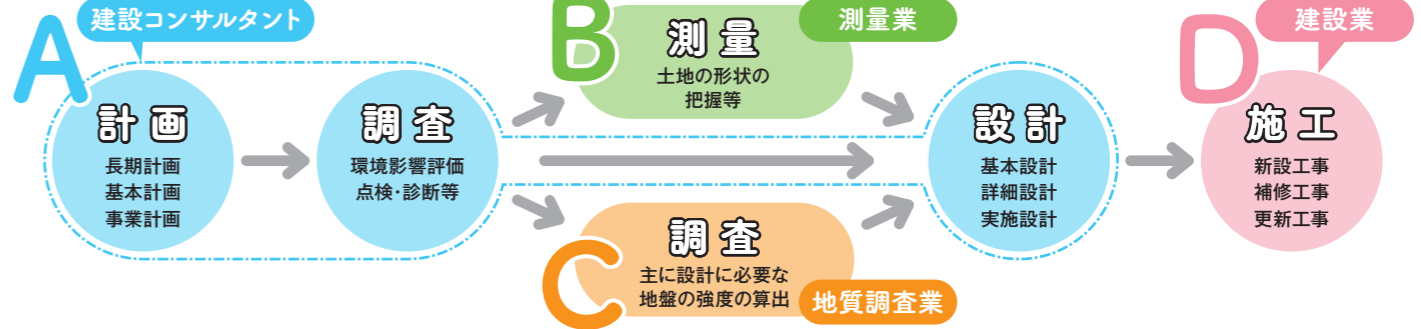 A
建設コンサルタント
計画
長期計画
基本計画
事業計画
調査
環境影響評価
点検・診断等
B
測量業
測量
土地の形状の
把握等
C
調査
主に設計に必要な
地盤の強度の算出
地質調査業
設計
基本設計
詳細設計
実施設計
D
建設業
施工
新設工事
補修工事
更新工事